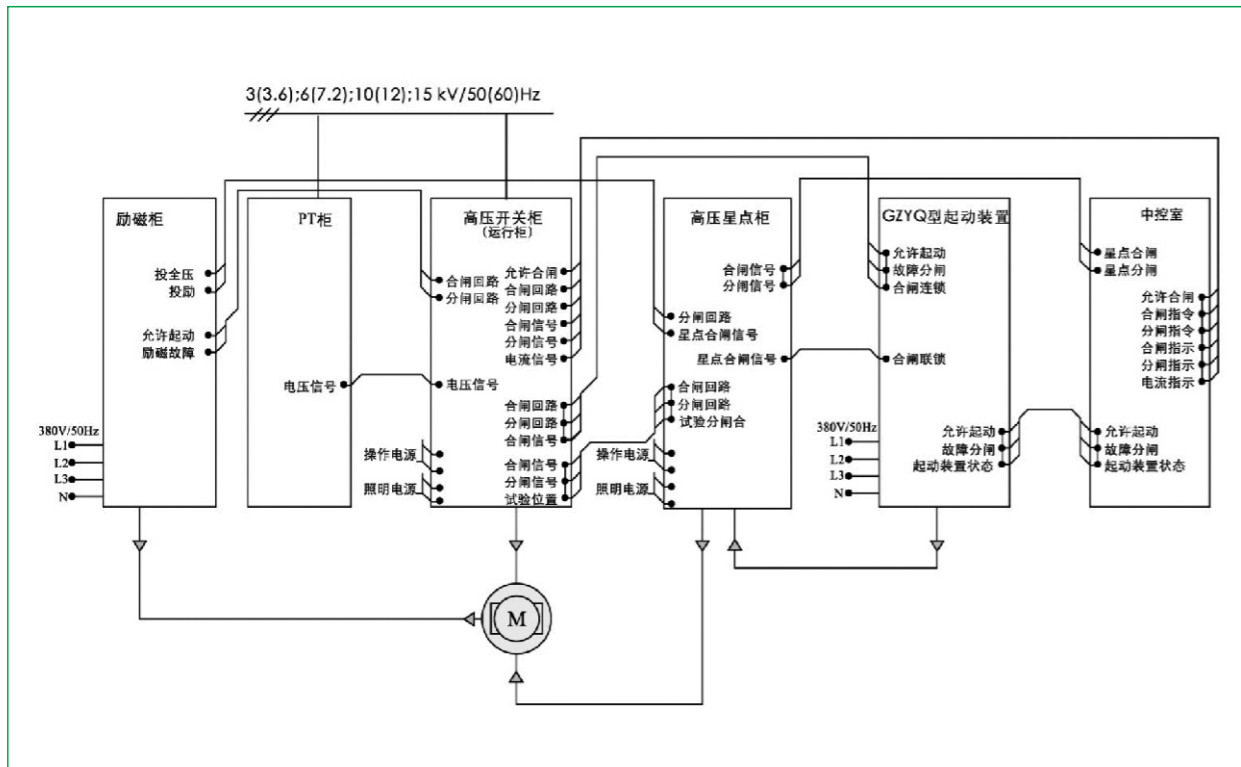 3(3.6);6(7.2);10(12);15 kV/50(60)Hz
励磁柜
投全压
投励
允许起动
励磁故障
380V/50Hz
L1
L2
L3
N
PT柜
电压信号
高压开关柜
(运行柜)
合闸回路
分闸回路
电压信号
操作电源
照明电源
允许合闸
合闸回路
分闸回路
合闸信号
分闸信号
电流信号
合闸回路
分闸回路
合闸信号
合闸信号
分闸信号
试验位置
高压星点柜
合闸信号
分闸信号
分闸回路
星点合闸信号
星点合闸信号
合闸回路
分闸回路
试验分闸合
操作电源
照明电源
GZYQ型起动装置
允许起动
故障分闸
合闸连锁
合闸联锁
380V/50Hz
L1
L2
L3
N
允许起动
故障分闸
起动装置状态
中控室
星点合闸
星点分闸
允许合闸
合闸指令
分闸指令
合闸指示
分闸指示
电流指示
允许起动
故障分闸
起动装置状态
M